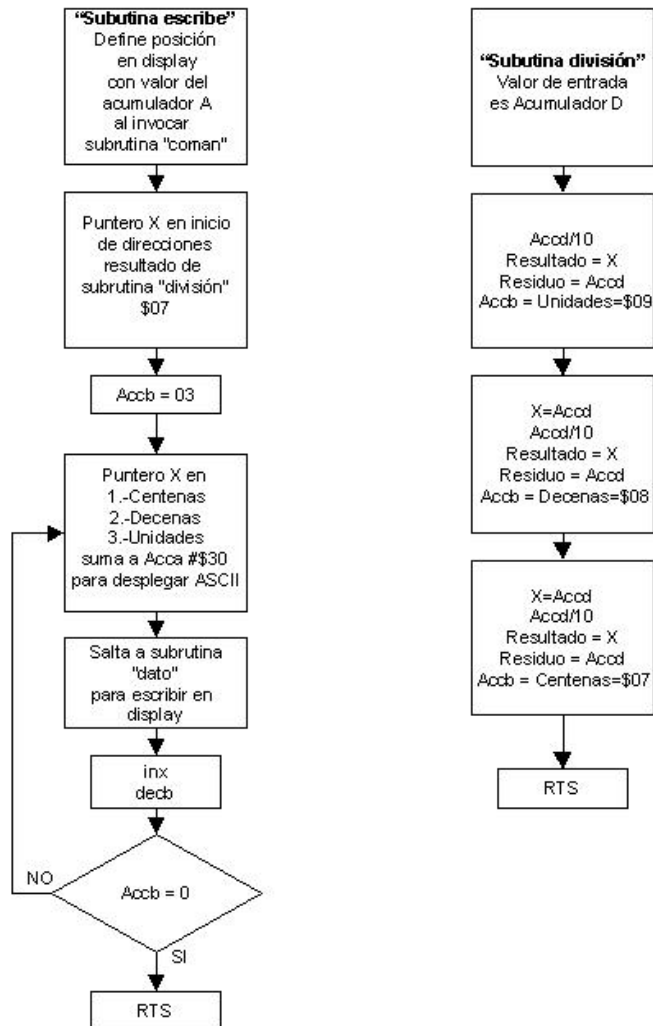 “Subutina escribe”
Define posición
en display
con valor del
acumulador A
al invocar
subrutina "coman"
Puntero X en inicio
de direcciones
resultado de
subrutina "división"
$07
Accb = 03
Puntero X en
1.-Centenas
2.-Decenas
3.-Unidades
suma a Acca #$30
para desplegar ASCII
Salta a subrutina
"dato"
para escribir en
display
inx
decb
NO
Accb = 0
SI
RTS
“Subutina división”
Valor de entrada
es Acumulador D
Accd/10
Resultado = X
Residuo = Accd
Accb = Unidades=$09
X=Accd
Accd/10
Resultado = X
Residuo = Accd
Accb = Decenas=$08
X=Accd
Accd/10
Resultado = X
Residuo = Accd
Accb = Centenas=$07
RTS